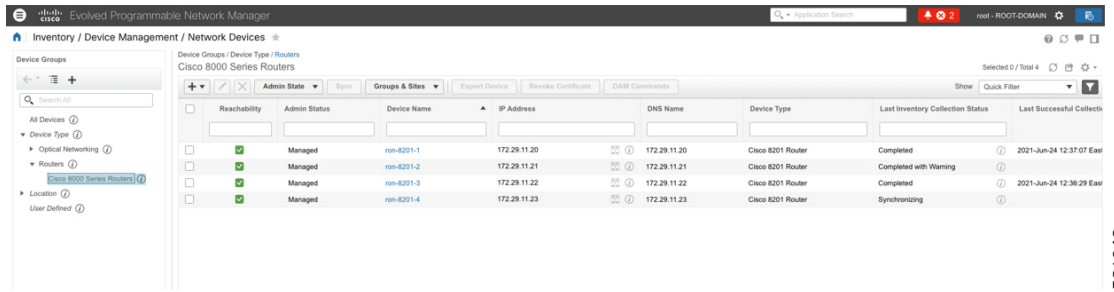 cisco Evolved Programmable Network Manager
Application Search
2
root - ROOT-DOMAIN
Inventory / Device Management / Network Devices
Device Groups
Search All
All Devices
Device Type
Optical Networking
Routers
Cisco 8000 Series Routers
Location
User Defined
Device Groups / Device Type / Routers
Cisco 8000 Series Routers
Selected 0 / Total 4
Admin State Sync Groups & Sites Export Device Revoke Certificate OAM Commands
Show Quick Filter
Reachability Admin Status Device Name IP Address DNS Name Device Type Last Inventory Collection Status Last Successful Collecti
Managed ron-8201-1 172.29.11.20 172.29.11.20 Cisco 8201 Router Completed 2021-Jun-24 12:37:07 East
Managed ron-8201-2 172.29.11.21 172.29.11.21 Cisco 8201 Router Completed with Warning
Managed ron-8201-3 172.29.11.22 172.29.11.22 Cisco 8201 Router Completed 2021-Jun-24 12:36:29 East
Managed ron-8201-4 172.29.11.23 172.29.11.23 Cisco 8201 Router Synchronizing